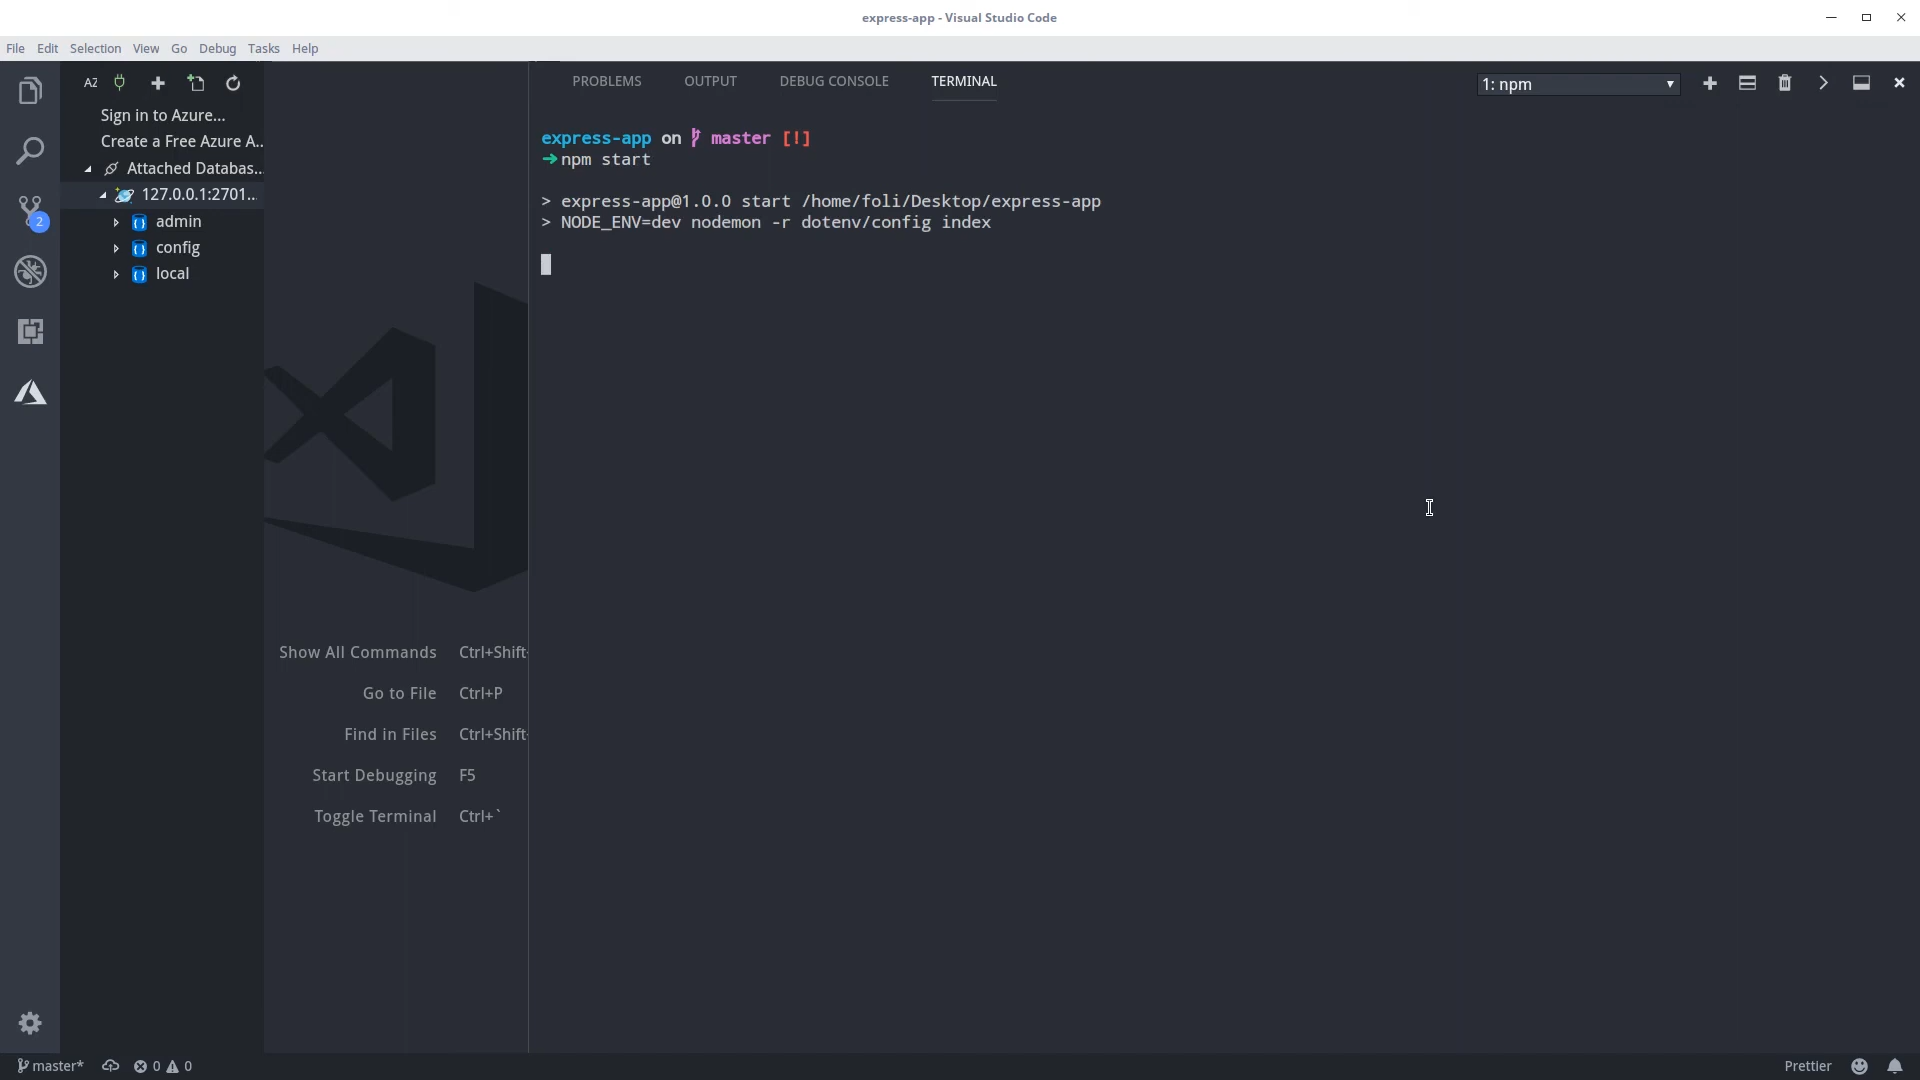 express-app - Visual Studio Code
File Edit Selection View Go Debug Tasks Help
AZ
Sign in to Azure...
Create a Free Azure A...
Attached Databas...
127.0.0.1:2701...
admin
config
local
2
Show All Commands Ctrl+Shift+
Go to File Ctrl+P
Find in Files Ctrl+Shift+
Start Debugging F5
Toggle Terminal Ctrl+`
PROBLEMS OUTPUT DEBUG CONSOLE TERMINAL
1: npm
express-app on master [!]
➜ npm start
> express-app@1.0.0 start /home/foli/Desktop/express-app
> NODE_ENV=dev nodemon -r dotenv/config index
master* 0 0
Prettier